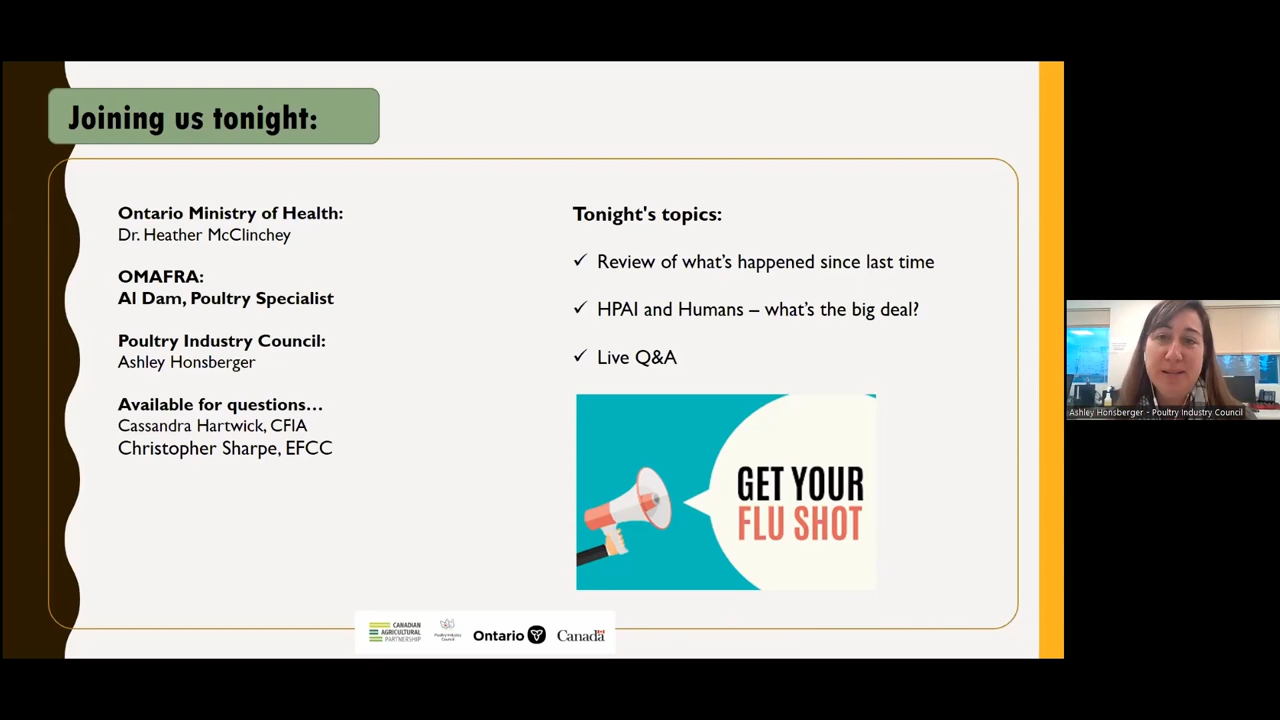 Joining us tonight:
Ontario Ministry of Health:
Dr. Heather McClinchey
OMAFRA:
Al Dam, Poultry Specialist
Poultry Industry Council:
Ashley Honsberger
Available for questions…
Cassandra Hartwick, CFIA
Christopher Sharpe, EFCC
Tonight's topics:
✓ Review of what’s happened since last time
✓ HPAI and Humans – what’s the big deal?
✓ Live Q&A
GET YOUR
FLU SHOT
CANADIAN
AGRICULTURAL
PARTNERSHIP
Poultry Industry
Council
Ontario
Canada
Ashley Honsberger - Poultry Industry Council